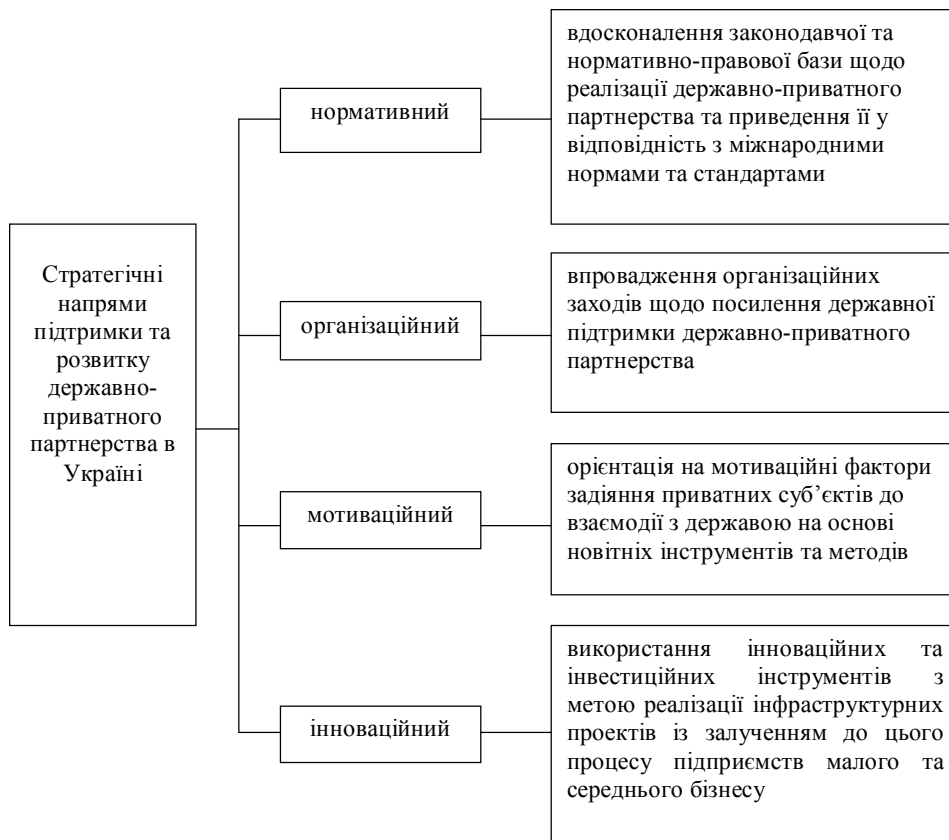 Стратегічні
напрями
підтримки та
розвитку
державно-
приватного
партнерства в
Україні
нормативний
вдосконалення законодавчої та
нормативно-правової бази щодо
реалізації державно-приватного
партнерства та приведення її у
відповідність з міжнародними
нормами та стандартами
організаційний
впровадження організаційних
заходів щодо посилення державної
підтримки державно-приватного
партнерства
мотиваційний
орієнтація на мотиваційні фактори
задіяння приватних суб’єктів до
взаємодії з державою на основі
новітніх інструментів та методів
інноваційний
використання інноваційних та
інвестиційних інструментів з
метою реалізації інфраструктурних
проектів із залученням до цього
процесу підприємств малого та
середнього бізнесу